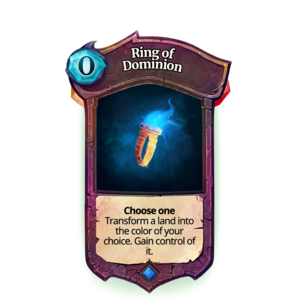 0
Ring of
Dominion
Choose one
Transform a land into
the color of your
choice. Gain control of
it.